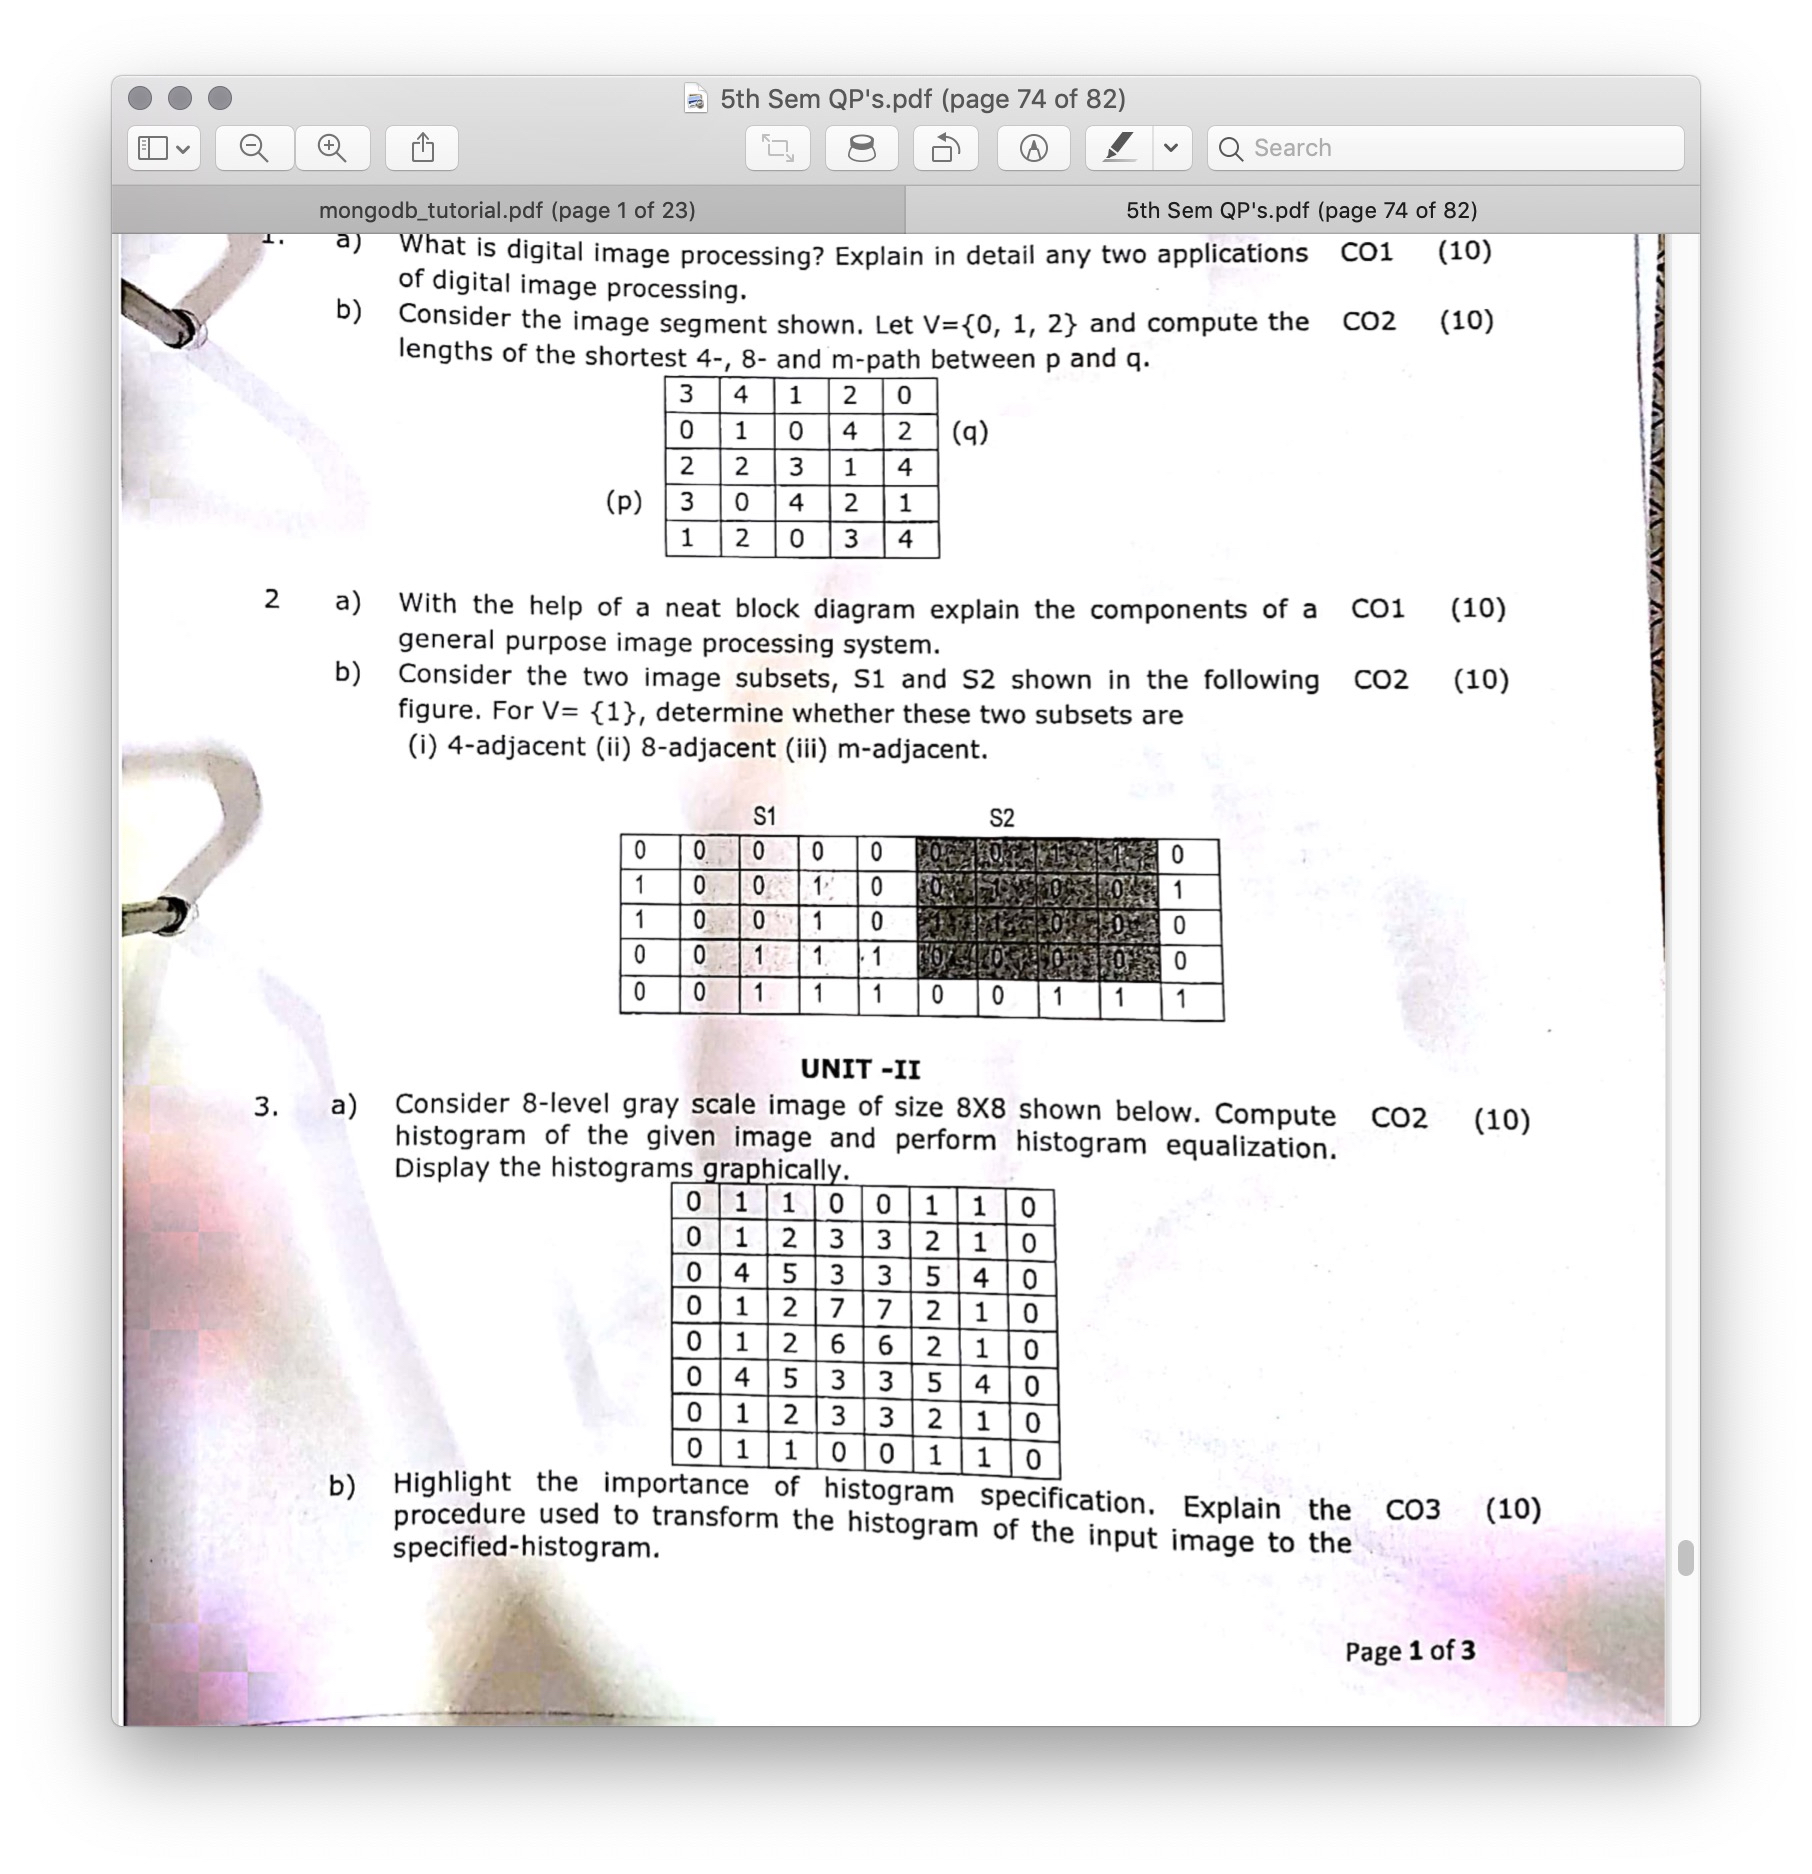 5th Sem QP's.pdf (page 74 of 82)
Search
mongodb_tutorial.pdf (page 1 of 23)
5th Sem QP's.pdf (page 74 of 82)
1. a) What is digital image processing? Explain in detail any two applications CO1 (10)
of digital image processing.
b) Consider the image segment shown. Let V={0, 1, 2} and compute the CO2 (10)
lengths of the shortest 4-, 8- and m-path between p and q.
3 4 1 2 0
0 1 0 4 2 (q)
2 2 3 1 4
(p) 3 0 4 2 1
1 2 0 3 4
2 a) With the help of a neat block diagram explain the components of a CO1 (10)
general purpose image processing system.
b) Consider the two image subsets, S1 and S2 shown in the following CO2 (10)
figure. For V= {1}, determine whether these two subsets are
(i) 4-adjacent (ii) 8-adjacent (iii) m-adjacent.
S1 S2
0 0 0 0 0 0 0 1 1 0
1 0 0 1 0 0 1 0 0 1
1 0 0 1 0 1 1 0 0 0
0 0 1 1 1 0 0 0 0 0
0 0 1 1 1 0 0 1 1 1
UNIT -II
3. a) Consider 8-level gray scale image of size 8X8 shown below. Compute CO2 (10)
histogram of the given image and perform histogram equalization.
Display the histograms graphically.
0 1 1 0 0 1 1 0
0 1 2 3 3 2 1 0
0 4 5 3 3 5 4 0
0 1 2 7 7 2 1 0
0 1 2 6 6 2 1 0
0 4 5 3 3 5 4 0
0 1 2 3 3 2 1 0
0 1 1 0 0 1 1 0
b) Highlight the importance of histogram specification. Explain the CO3 (10)
procedure used to transform the histogram of the input image to the
specified-histogram.
Page 1 of 3